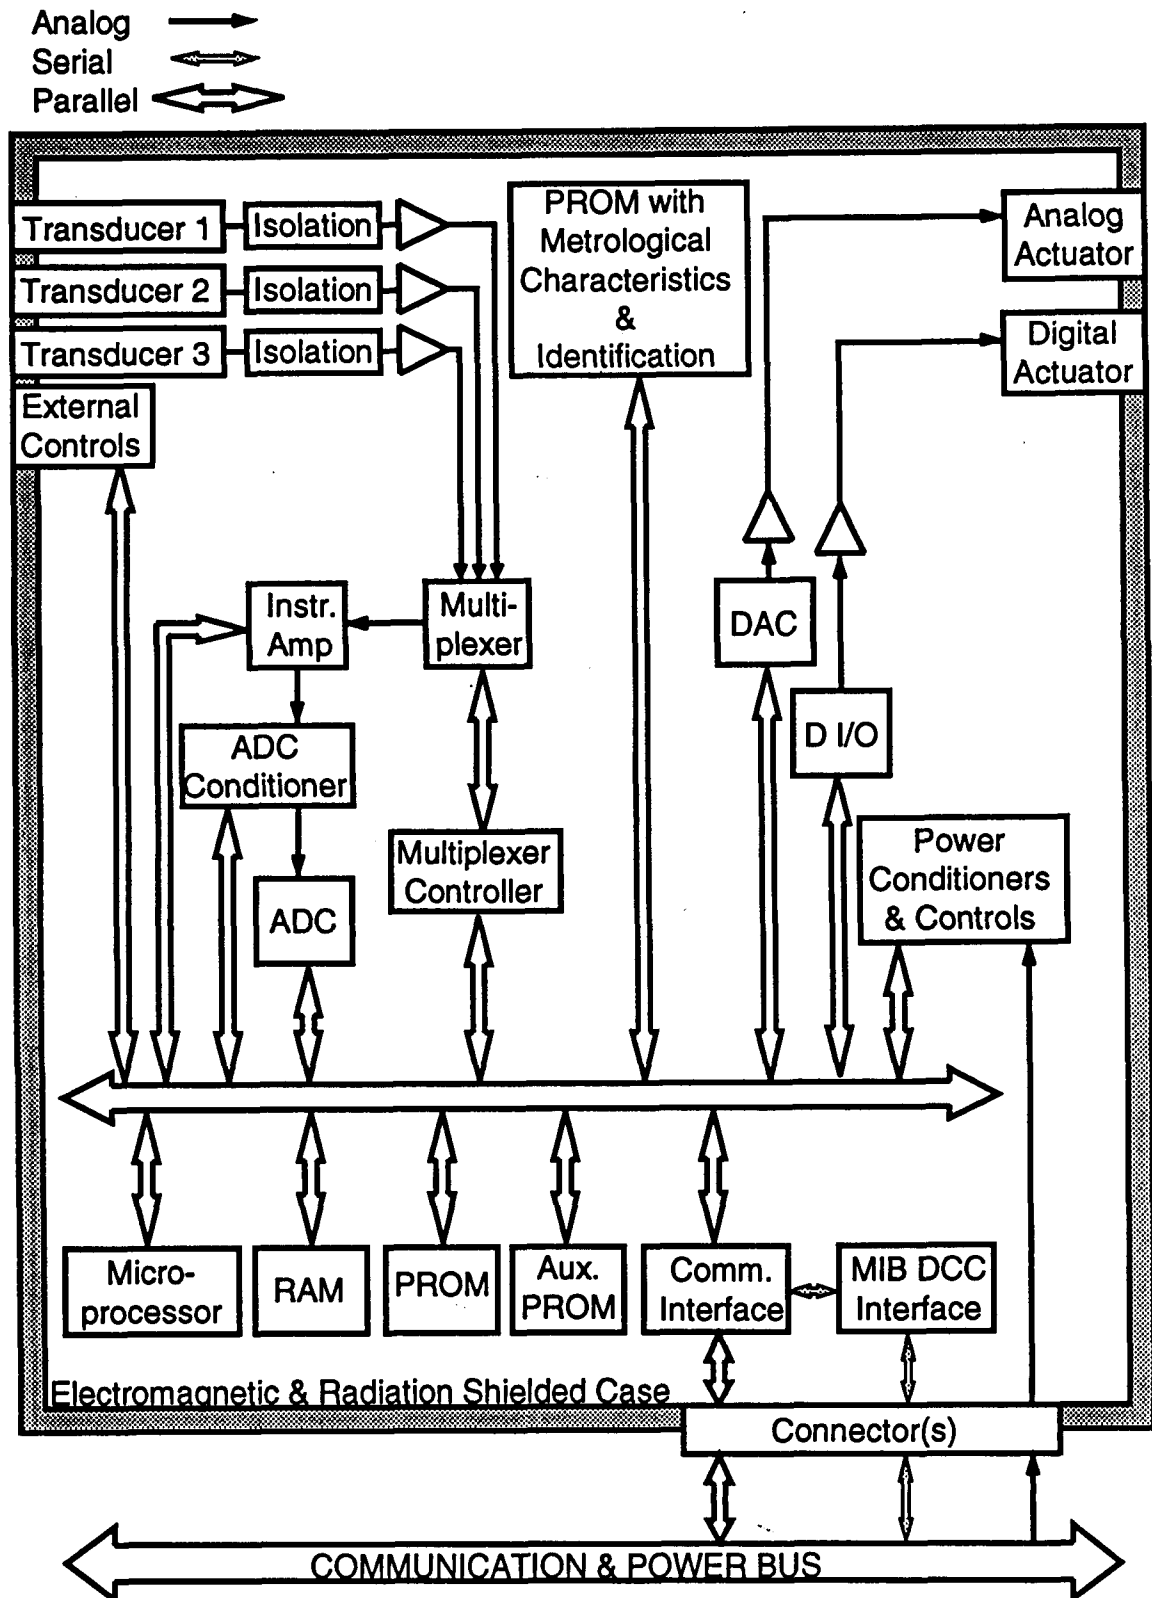 Analog
Serial
Parallel
Transducer 1
Isolation
Transducer 2
Isolation
Transducer 3
Isolation
External
Controls
PROM with
Metrological
Characteristics
&
Identification
Analog
Actuator
Digital
Actuator
Instr.
Amp
Multi-
plexer
DAC
D I/O
ADC
Conditioner
Multiplexer
Controller
ADC
Power
Conditioners
& Controls
Micro-
processor
RAM
PROM
Aux.
PROM
Comm.
Interface
MIB DCC
Interface
Electromagnetic & Radiation Shielded Case
Connector(s)
COMMUNICATION & POWER BUS